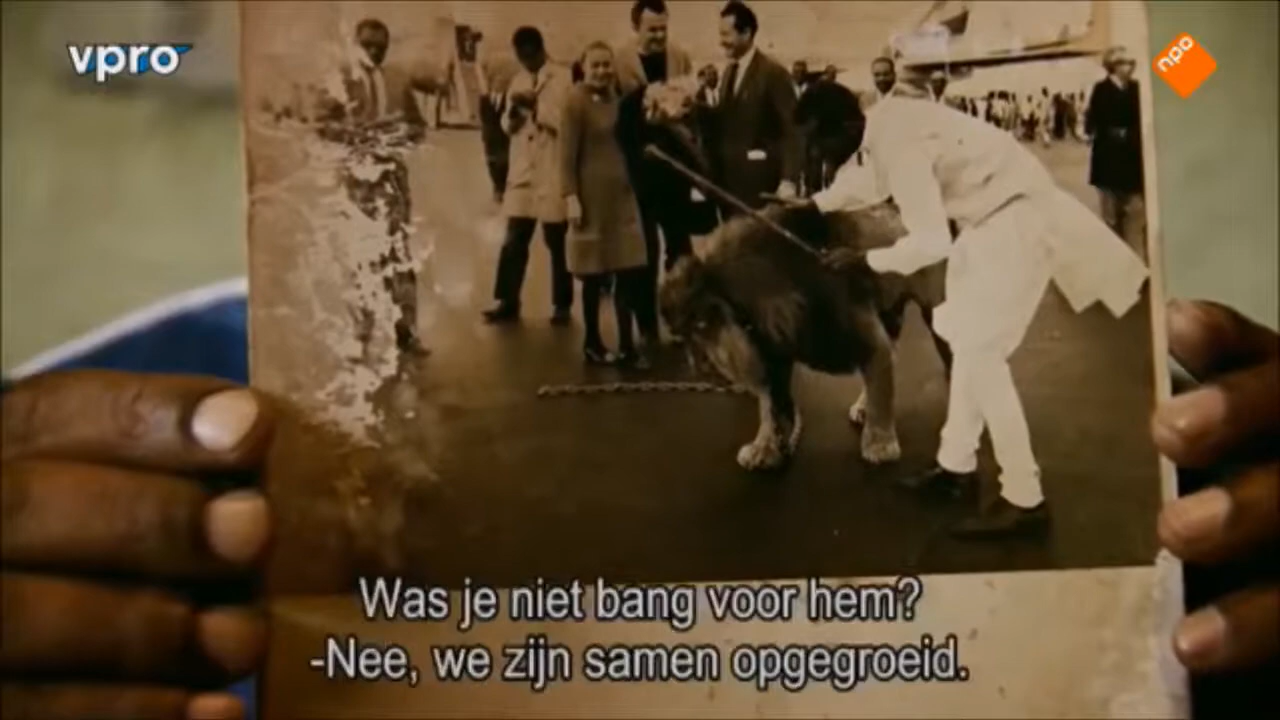 vpro
npo
Was je niet bang voor hem?
-Nee, we zijn samen opgegroeid.